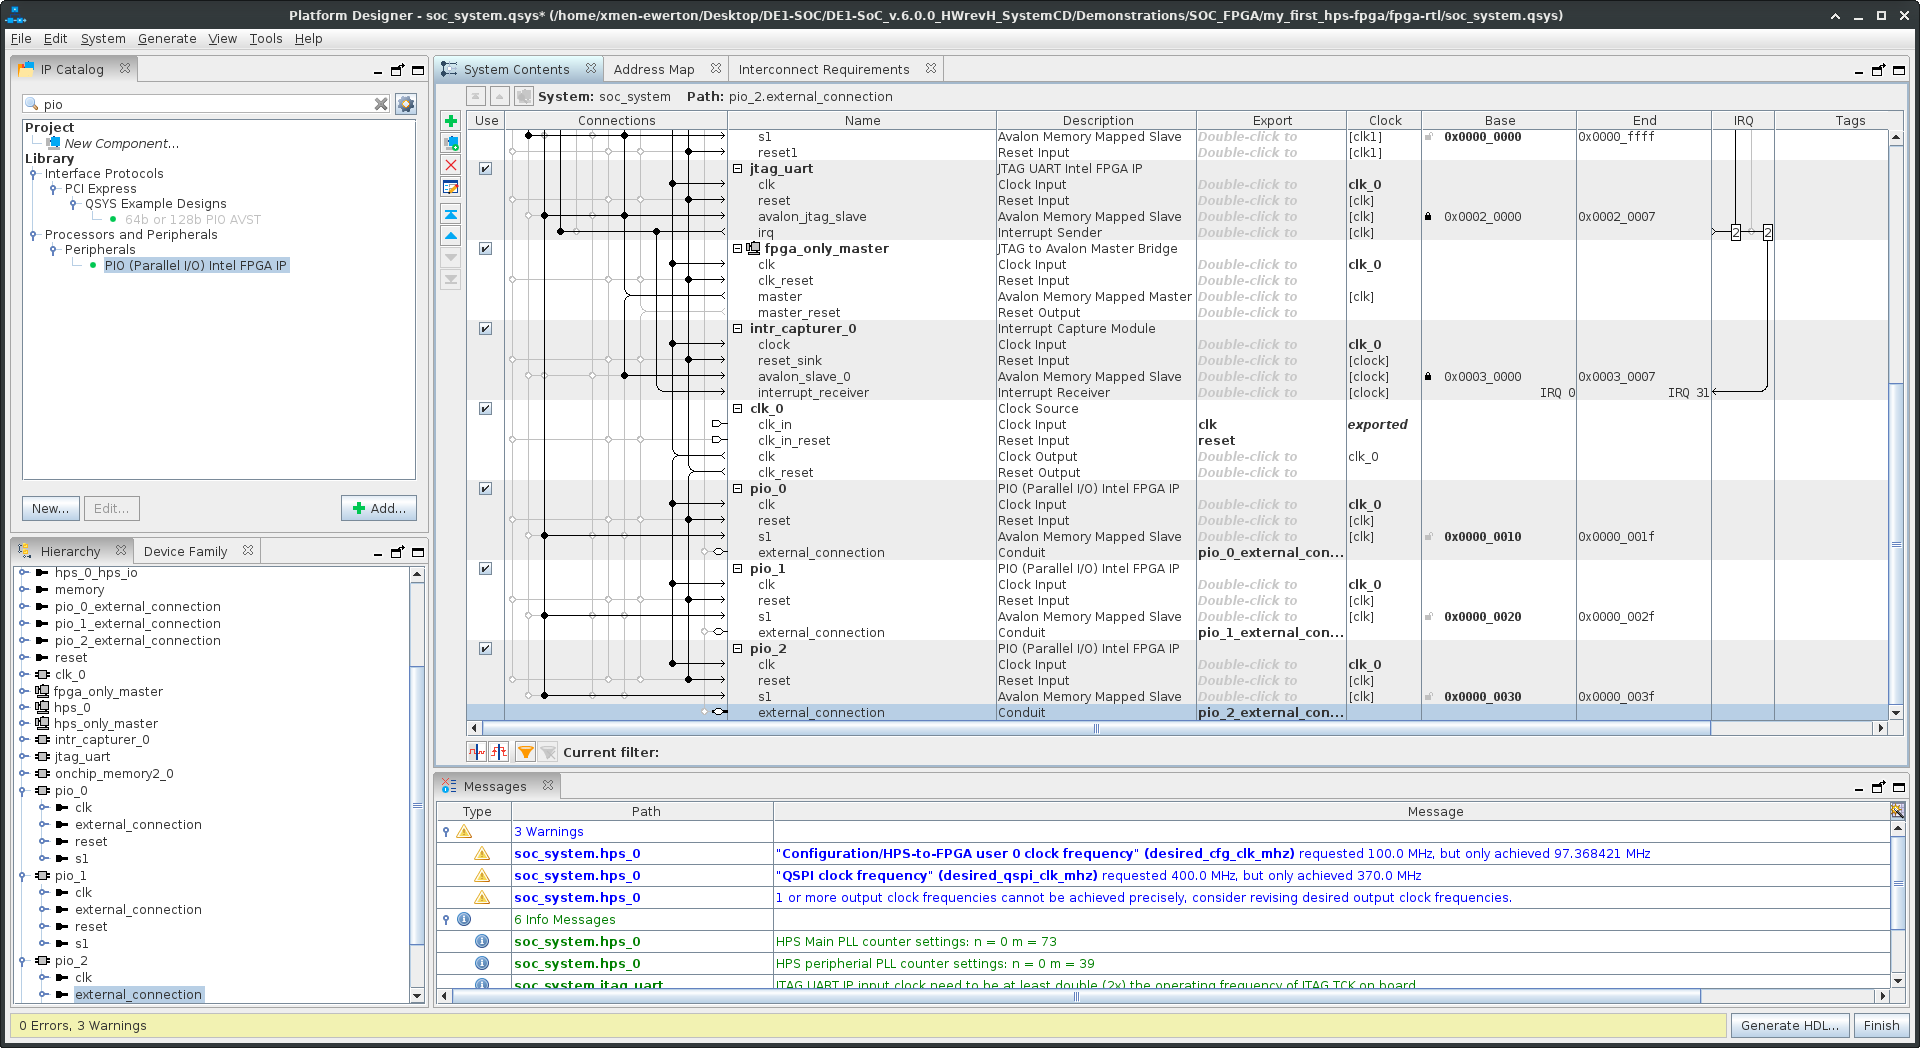 Platform Designer - soc_system.qsys* (/home/xmen-ewerton/Desktop/DE1-SOC/DE1-SoC_v.6.0.0_HWrevH_SystemCD/Demonstrations/SOC_FPGA/my_first_hps-fpga/fpga-rtl/soc_system.qsys)
File Edit System Generate View Tools Help
IP Catalog
pio
Project
New Component...
Library
Interface Protocols
PCI Express
QSYS Example Designs
64b or 128b PIO AVST
Processors and Peripherals
Peripherals
PIO (Parallel I/O) Intel FPGA IP
New... Edit... Add...
Hierarchy Device Family
hps_0_hps_io
memory
pio_0_external_connection
pio_1_external_connection
pio_2_external_connection
reset
clk_0
fpga_only_master
hps_0
hps_only_master
intr_capturer_0
jtag_uart
onchip_memory2_0
pio_0
clk
external_connection
reset
s1
pio_1
clk
external_connection
reset
s1
pio_2
clk
external_connection
System Contents Address Map Interconnect Requirements
System: soc_system Path: pio_2.external_connection
Use Connections Name Description Export Clock Base End IRQ Tags
s1 Avalon Memory Mapped Slave Double-click to [clk1] 0x0000_0000 0x0000_ffff
reset1 Reset Input Double-click to [clk1]
jtag_uart JTAG UART Intel FPGA IP
clk Clock Input Double-click to clk_0
reset Reset Input Double-click to [clk]
avalon_jtag_slave Avalon Memory Mapped Slave Double-click to [clk] 0x0002_0000 0x0002_0007
irq Interrupt Sender Double-click to [clk] 2 2
fpga_only_master JTAG to Avalon Master Bridge
clk Clock Input Double-click to clk_0
clk_reset Reset Input Double-click to
master Avalon Memory Mapped Master Double-click to [clk]
master_reset Reset Output Double-click to
intr_capturer_0 Interrupt Capture Module
clock Clock Input Double-click to clk_0
reset_sink Reset Input Double-click to [clock]
avalon_slave_0 Avalon Memory Mapped Slave Double-click to [clock] 0x0003_0000 0x0003_0007
interrupt_receiver Interrupt Receiver Double-click to [clock] IRQ 0 IRQ 31
clk_0 Clock Source
clk_in Clock Input clk exported
clk_in_reset Reset Input reset
clk Clock Output Double-click to clk_0
clk_reset Reset Output Double-click to
pio_0 PIO (Parallel I/O) Intel FPGA IP
clk Clock Input Double-click to clk_0
reset Reset Input Double-click to [clk]
s1 Avalon Memory Mapped Slave Double-click to [clk] 0x0000_0010 0x0000_001f
external_connection Conduit pio_0_external_con...
pio_1 PIO (Parallel I/O) Intel FPGA IP
clk Clock Input Double-click to clk_0
reset Reset Input Double-click to [clk]
s1 Avalon Memory Mapped Slave Double-click to [clk] 0x0000_0020 0x0000_002f
external_connection Conduit pio_1_external_con...
pio_2 PIO (Parallel I/O) Intel FPGA IP
clk Clock Input Double-click to clk_0
reset Reset Input Double-click to [clk]
s1 Avalon Memory Mapped Slave Double-click to [clk] 0x0000_0030 0x0000_003f
external_connection Conduit pio_2_external_con...
Current filter:
Messages
Type Path Message
3 Warnings
soc_system.hps_0 "Configuration/HPS-to-FPGA user 0 clock frequency" (desired_cfg_clk_mhz) requested 100.0 MHz, but only achieved 97.368421 MHz
soc_system.hps_0 "QSPI clock frequency" (desired_qspi_clk_mhz) requested 400.0 MHz, but only achieved 370.0 MHz
soc_system.hps_0 1 or more output clock frequencies cannot be achieved precisely, consider revising desired output clock frequencies.
6 Info Messages
soc_system.hps_0 HPS Main PLL counter settings: n = 0 m = 73
soc_system.hps_0 HPS peripherial PLL counter settings: n = 0 m = 39
soc_system.jtag_uart JTAG UART IP input clock need to be at least double (2x) the operating frequency of JTAG TCK on board
0 Errors, 3 Warnings
Generate HDL... Finish